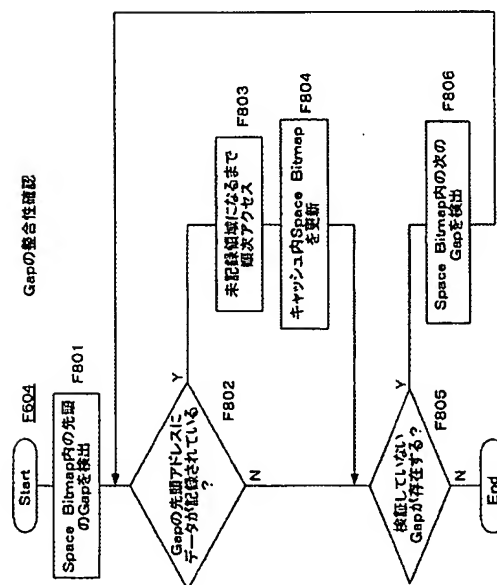 Gapの整合性確認
F604
Start
F801
Space Bitmap内の先頭
のGapを検出
F802
Gapの先頭アドレスに
データが記録されている
?
Y
N
F803
未記録領域になるまで
順次アクセス
F804
キャッシュ内Space Bitmap
を更新
F805
検証していない
Gapが存在する?
Y
N
F806
Space Bitmap内の次の
Gapを検出
End